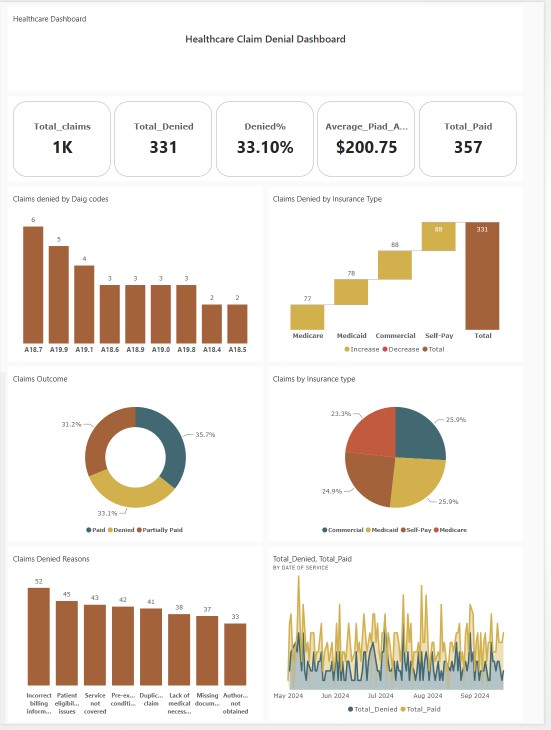 Healthcare Dashboard
Healthcare Claim Denial Dashboard
Total_claims
1K
Total_Denied
331
Denied%
33.10%
Average_Piad_A...
$200.75
Total_Paid
357
Claims denied by Daig codes
6
5
4
3
3
3
3
2
2
A18.7
A19.9
A19.1
A18.6
A18.9
A19.0
A19.8
A18.4
A18.5
Claims Denied by Insurance Type
77
78
88
88
331
Medicare
Medicaid
Commercial
Self-Pay
Total
Increase
Decrease
Total
Claims Outcome
31.2%
35.7%
33.1%
Paid
Denied
Partially Paid
Claims by Insurance type
23.3%
25.9%
24.9%
25.9%
Commercial
Medicaid
Self-Pay
Medicare
Claims Denied Reasons
52
45
43
42
41
38
37
33
Incorrect
billing
inform...
Patient
eligibil...
issues
Service
not
covered
Pre-ex...
conditi...
Duplic...
claim
Lack of
medical
necess...
Missing
docum...
Author...
not
obtained
Total_Denied, Total_Paid
BY DATE OF SERVICE
May 2024
Jun 2024
Jul 2024
Aug 2024
Sep 2024
Total_Denied
Total_Paid